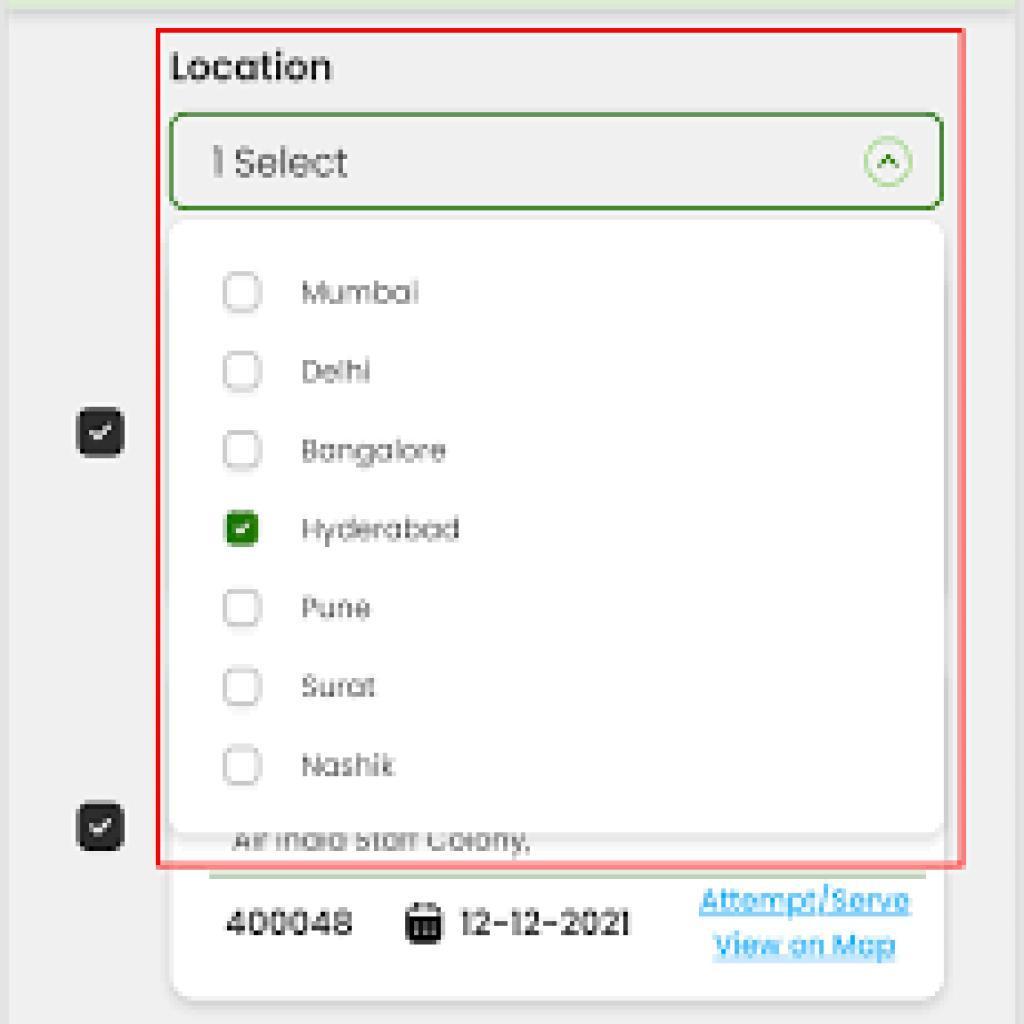 Location
1 Select
Mumbai
Delhi
Bangalore
Hyderabad
Pune
Surat
Nashik
Air India Staff Colony,
400048 12-12-2021 Attempt/Serve
View on Map